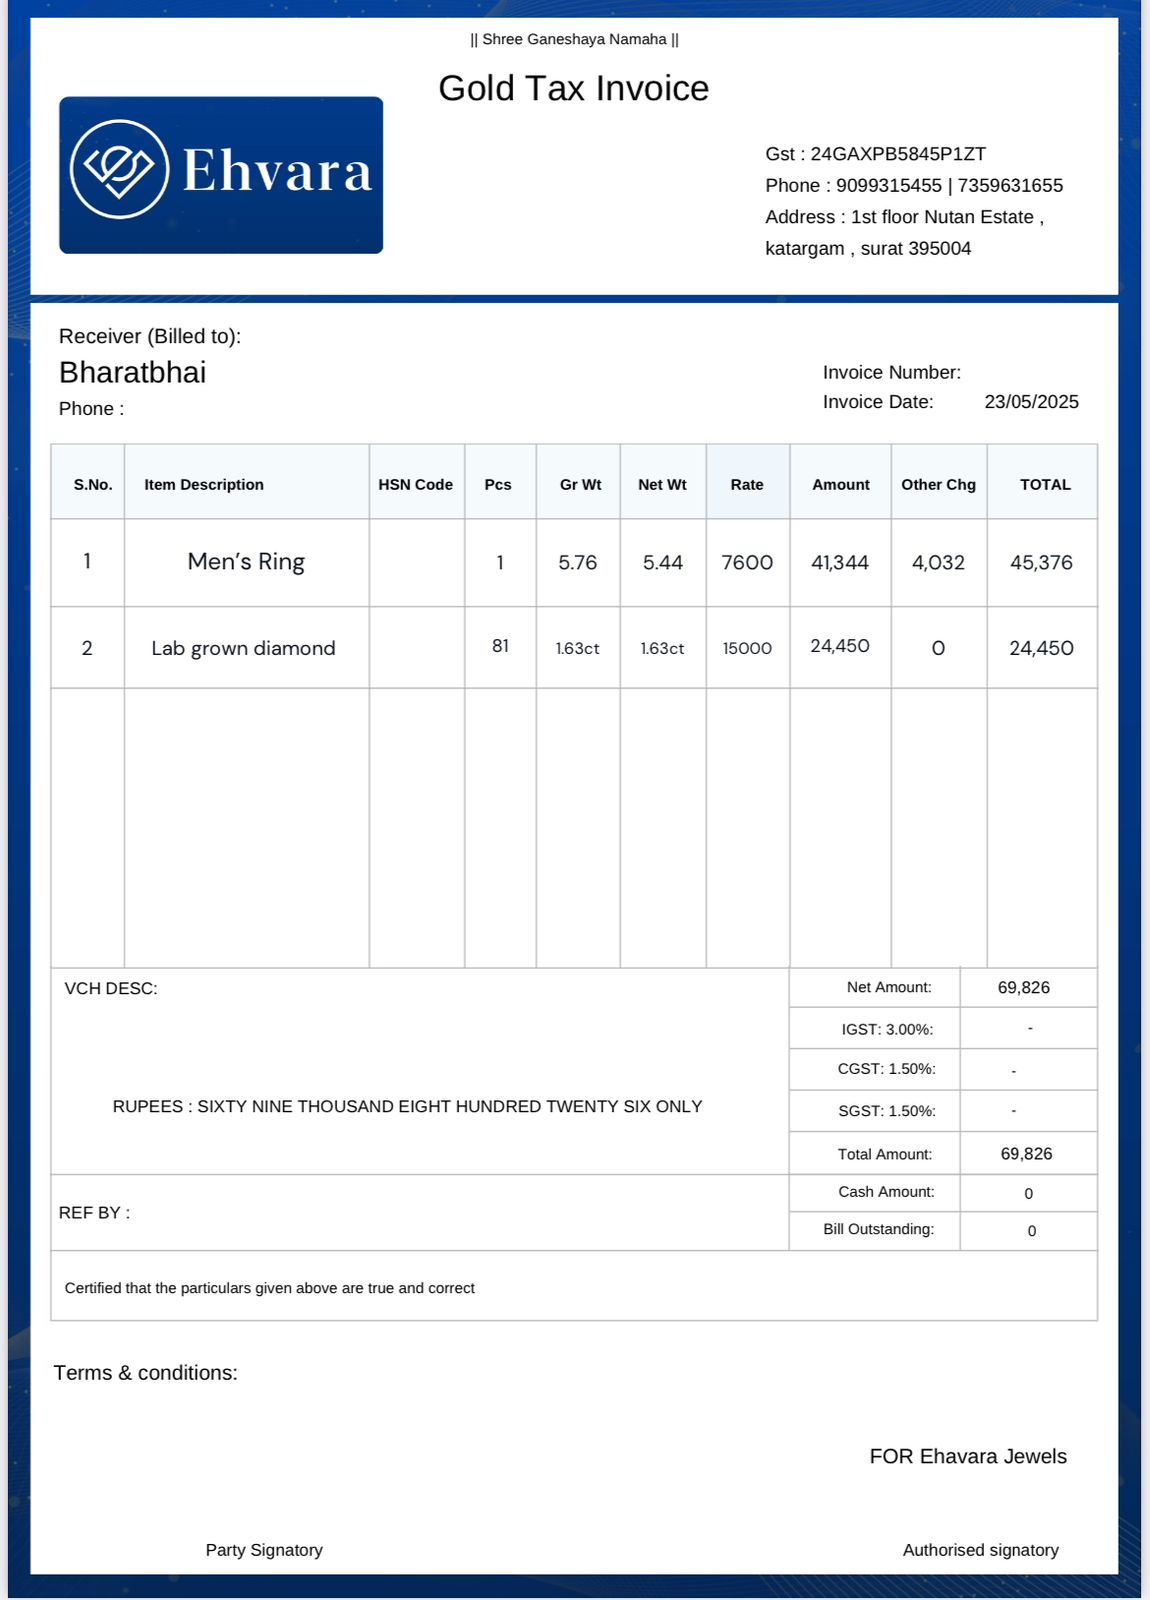 || Shree Ganeshaya Namaha ||
Gold Tax Invoice
Ehvara
Gst : 24GAXPB5845P1ZT
Phone : 9099315455 | 7359631655
Address : 1st floor Nutan Estate ,
katargam , surat 395004
Receiver (Billed to):
Bharatbhai
Phone :
Invoice Number:
Invoice Date: 23/05/2025
S.No. Item Description HSN Code Pcs Gr Wt Net Wt Rate Amount Other Chg TOTAL
1 Men’s Ring 1 5.76 5.44 7600 41,344 4,032 45,376
2 Lab grown diamond 81 1.63ct 1.63ct 15000 24,450 0 24,450
VCH DESC:
RUPEES : SIXTY NINE THOUSAND EIGHT HUNDRED TWENTY SIX ONLY
Net Amount: 69,826
IGST: 3.00%: -
CGST: 1.50%: -
SGST: 1.50%: -
Total Amount: 69,826
REF BY :
Cash Amount: 0
Bill Outstanding: 0
Certified that the particulars given above are true and correct
Terms & conditions:
FOR Ehavara Jewels
Party Signatory Authorised signatory